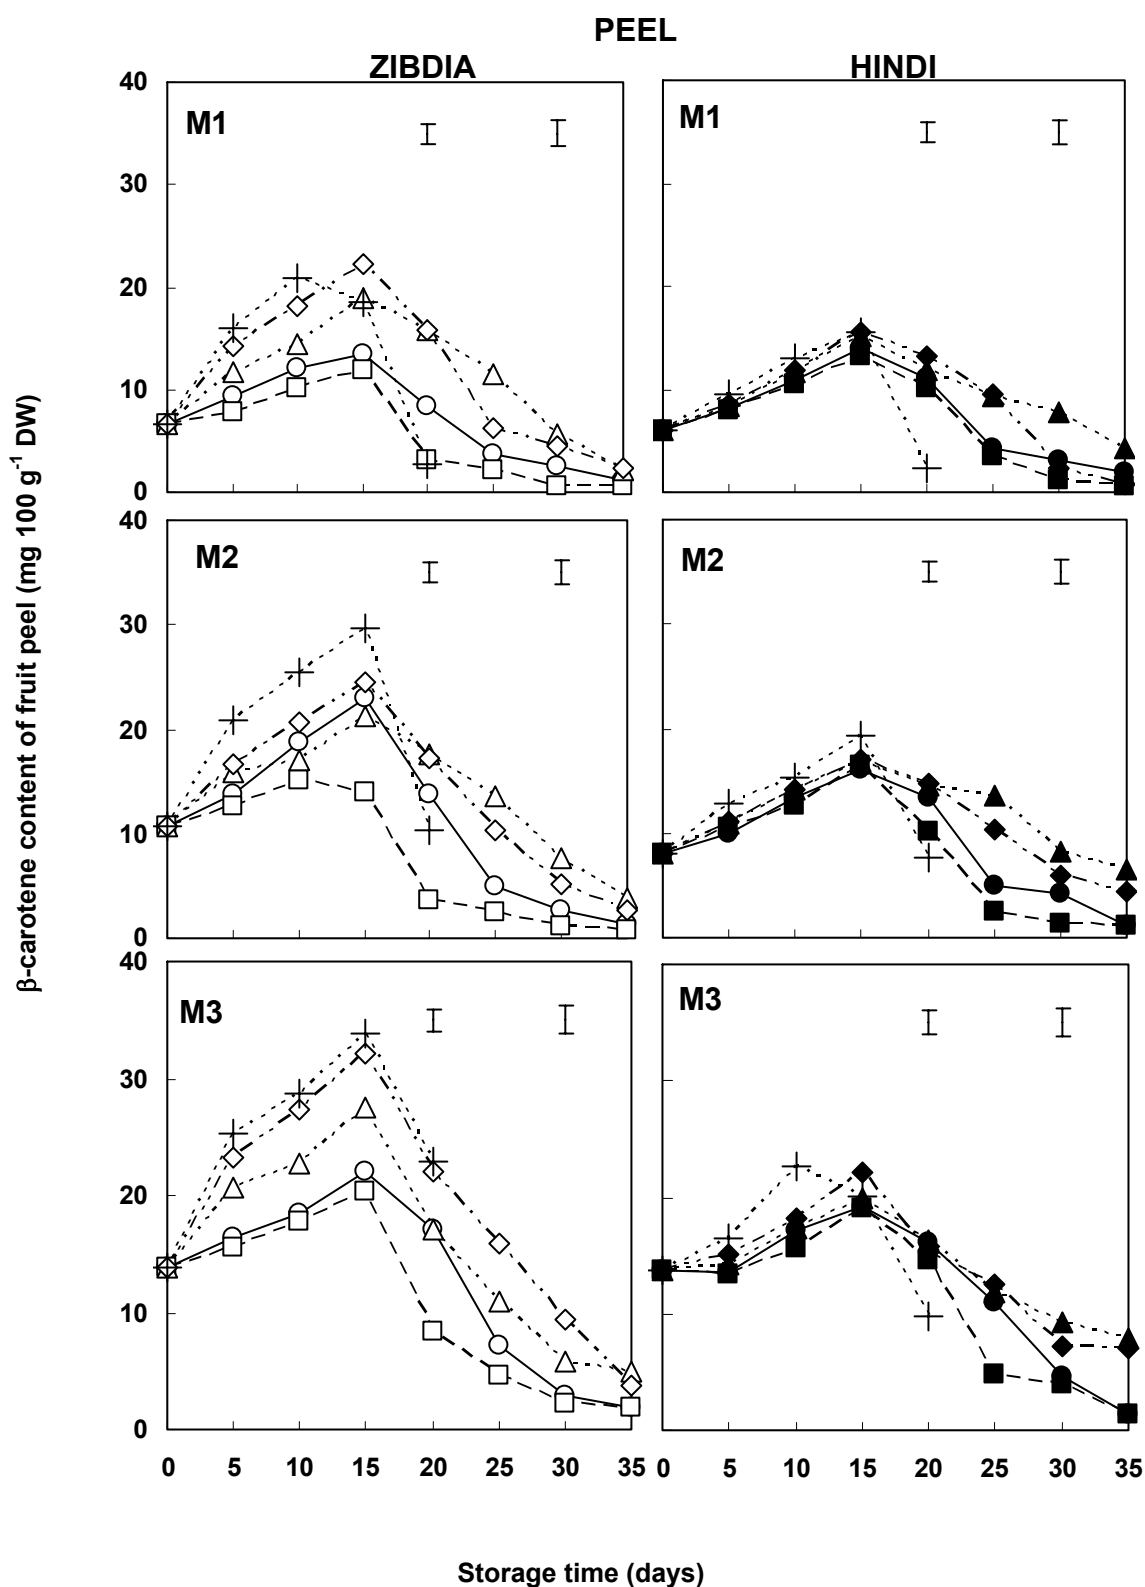 PEEL
ZIBDIA
HINDI
β-carotene content of fruit peel (mg 100 g-1 DW)
40
30
20
10
0
M1
M1
40
30
20
10
0
M2
M2
40
30
20
10
0
M3
M3
0 5 10 15 20 25 30 35
0 5 10 15 20 25 30 35
Storage time (days)